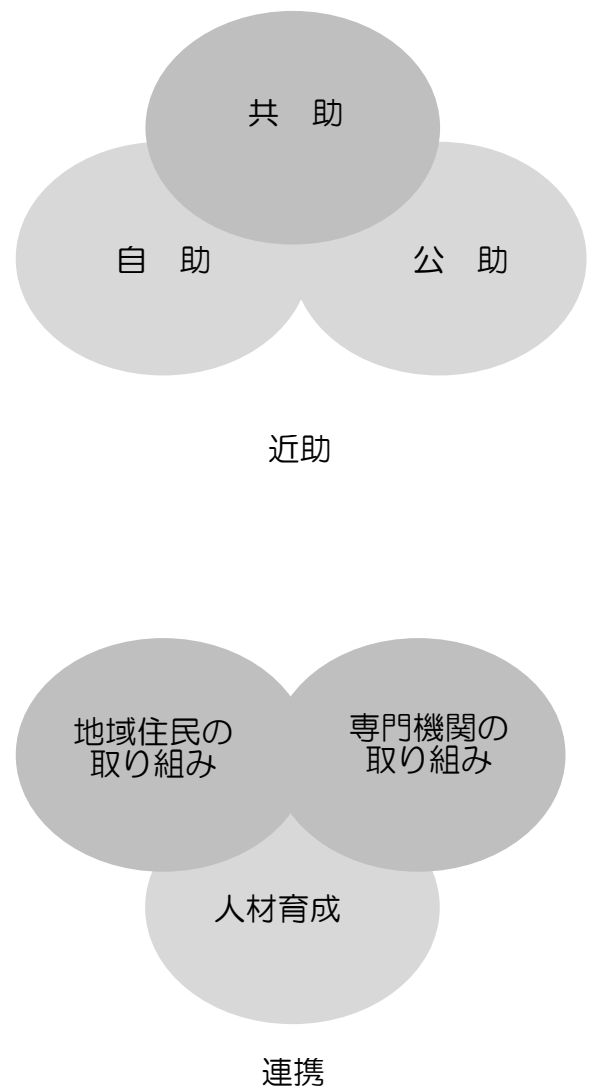 共　助
自　助
公　助
近助
地域住民の
取り組み
専門機関の
取り組み
人材育成
連携